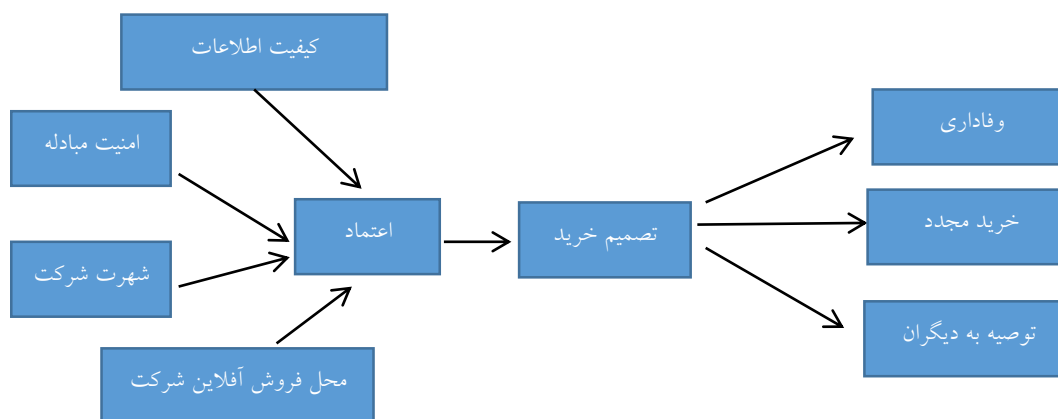 کیفیت اطلاعات
امنیت مبادله
شهرت شرکت
محل فروش آفلاین شرکت
اعتماد
تصمیم خرید
وفاداری
خرید مجدد
توصیه به دیگران